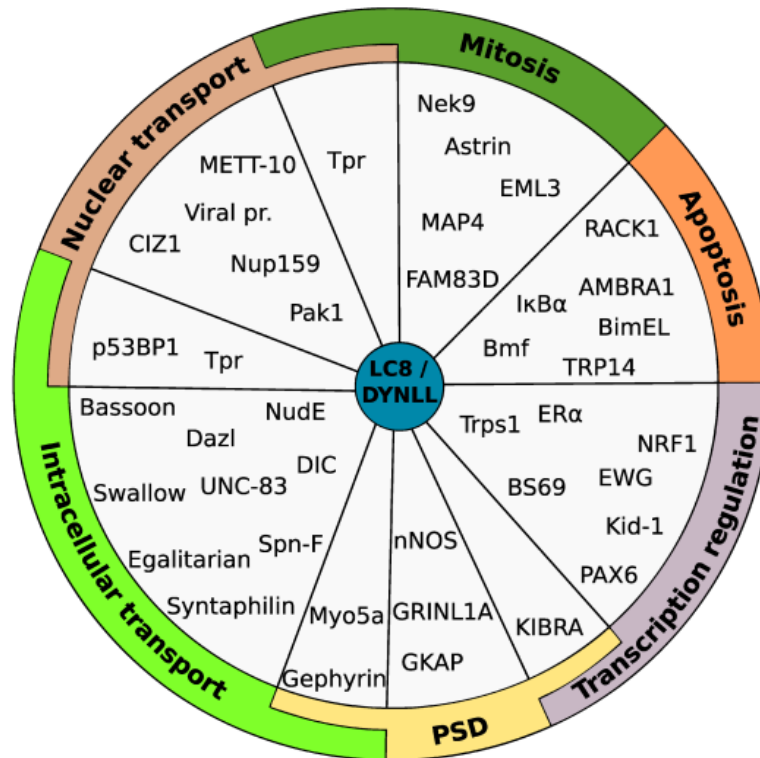 Mitosis
Nuclear transport
Apoptosis
Intracellular transport
PSD
Transcription regulation
LC8 /
DYNLL
Nek9
Astrin
EML3
MAP4
FAM83D
RACK1
AMBRA1
IκBα
BimEL
Bmf
TRP14
Trps1
ERα
NRF1
EWG
BS69
Kid-1
PAX6
KIBRA
nNOS
GRINL1A
GKAP
Myo5a
Gephyrin
Bassoon
NudE
Dazl
DIC
Swallow
UNC-83
Spn-F
Egalitarian
Syntaphilin
p53BP1
Tpr
METT-10
Viral pr.
CIZ1
Nup159
Pak1
Tpr